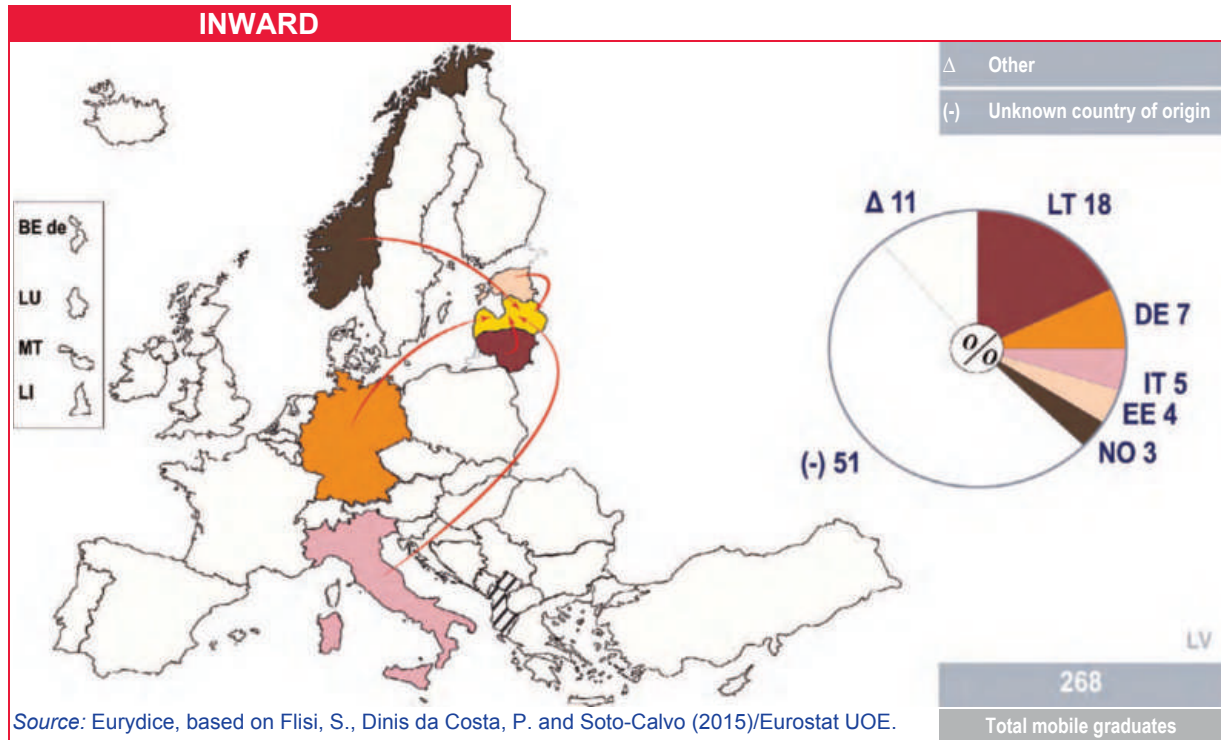 INWARD
Δ Other
(-) Unknown country of origin
BE de
LU
MT
LI
Δ 11
LT 18
DE 7
IT 5
EE 4
NO 3
(-) 51
%
LV
268
Total mobile graduates
Source: Eurydice, based on Flisi, S., Dinis da Costa, P. and Soto-Calvo (2015)/Eurostat UOE.